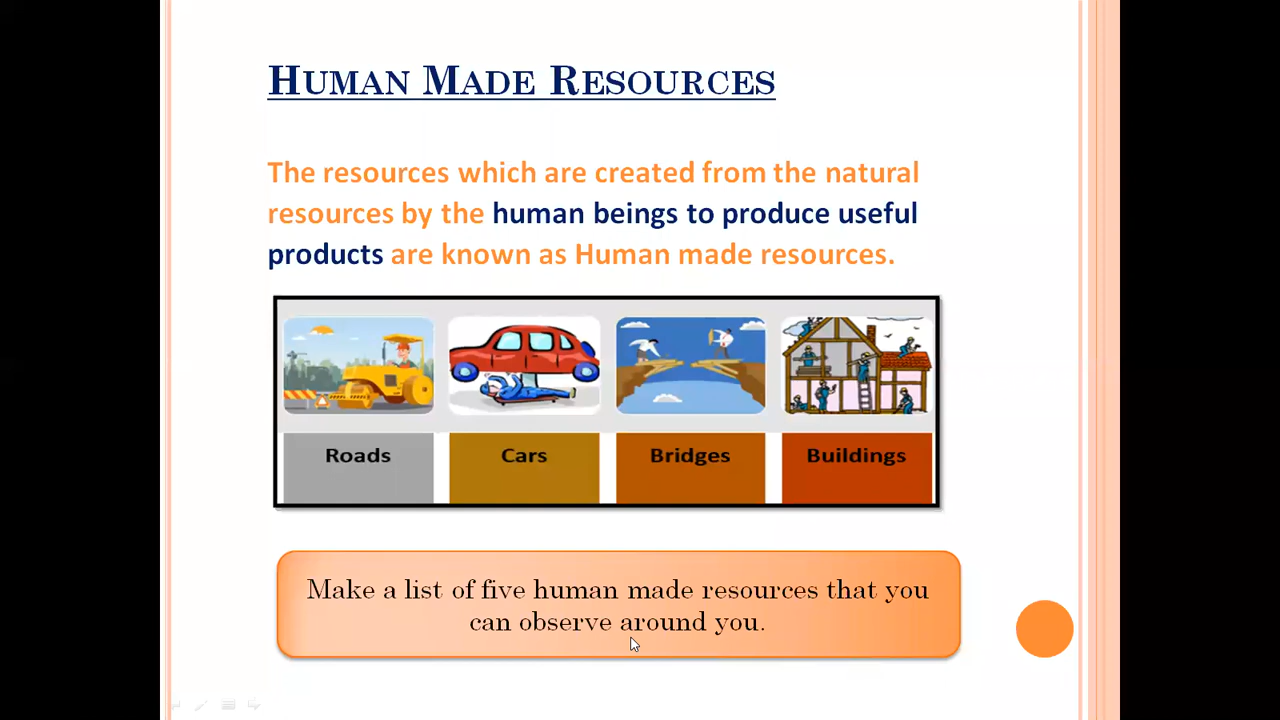 HUMAN MADE RESOURCES
The resources which are created from the natural
resources by the human beings to produce useful
products are known as Human made resources.
Roads
Cars
Bridges
Buildings
Make a list of five human made resources that you
can observe around you.